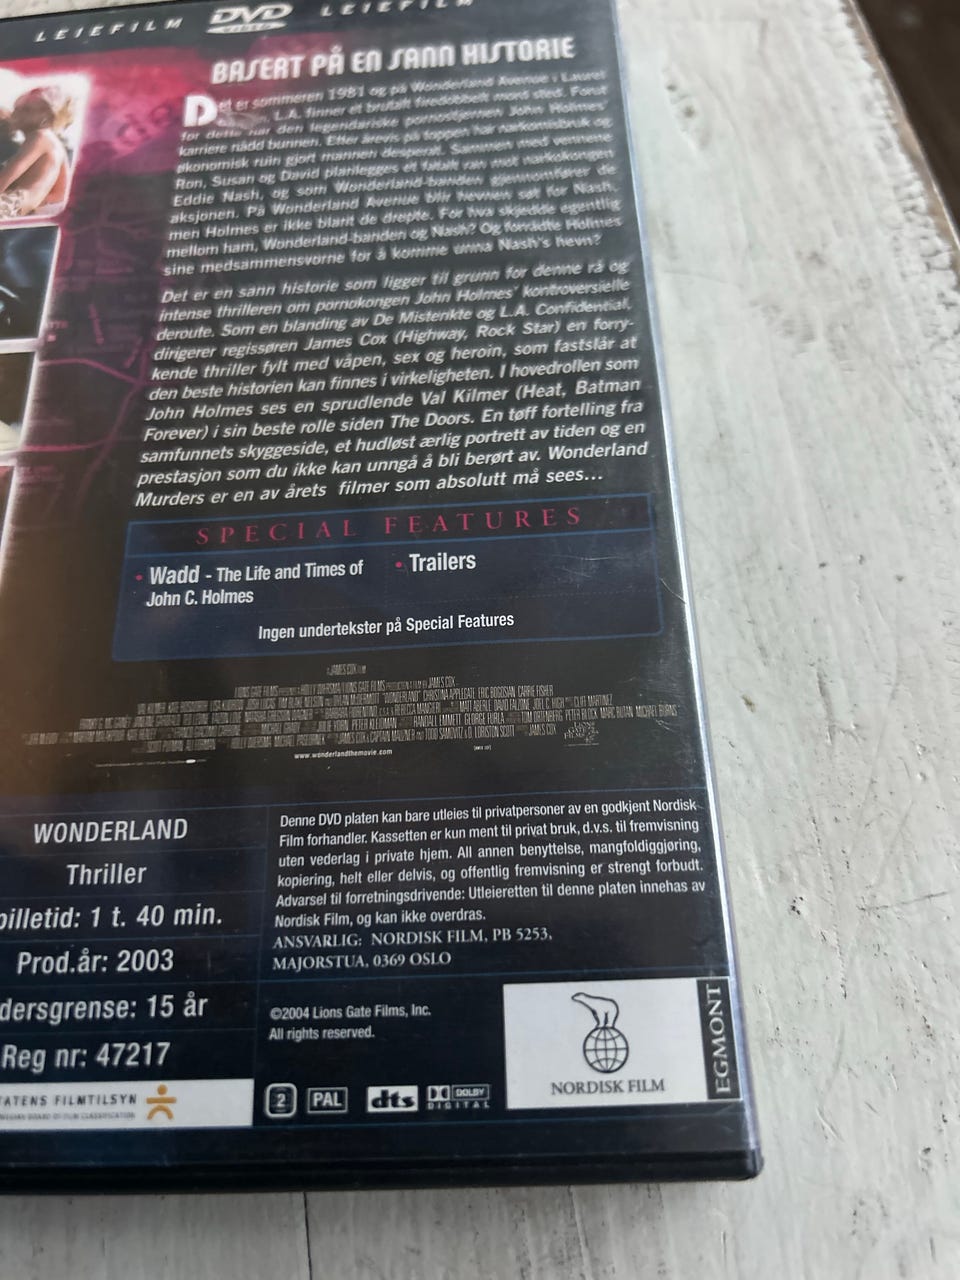 LEIEFILM DVD VIDEO LEIEFILM
BASERT PÅ EN SANN HISTORIE
Det er sommeren 1981 og på Wonderland Avenue i Laurel
L.A. finner et brutalt firedobbelt mord sted. Forut
for dette har den legendariske pornostjernen John Holmes'
karriere nådd bunnen. Etter årevis på toppen har narkomisbruk og
økonomisk ruin gjort mannen desperat. Sammen med vennene
Ron, Susan og David planlegges et fatalt ran mot narkokongen
Eddie Nash, og som Wonderland-banden gjennomfører de
aksjonen. På Wonderland Avenue blir hevnen søt for Nash,
men Holmes er ikke blant de drepte. For hva skjedde egentlig
mellom ham, Wonderland-banden og Nash? Og forrådte Holmes
sine medsammensvorne for å komme unna Nash's hevn?
Det er en sann historie som ligger til grunn for denne rå og
intense thrilleren om pornokongen John Holmes' kontroversielle
deroute. Som en blanding av De Mistenkte og L.A. Confidential,
dirigerer regissøren James Cox (Highway, Rock Star) en forry-
kende thriller fylt med våpen, sex og heroin, som fastslår at
den beste historien kan finnes i virkeligheten. I hovedrollen som
John Holmes ses en sprudlende Val Kilmer (Heat, Batman
Forever) i sin beste rolle siden The Doors. En tøff fortelling fra
samfunnets skyggeside, et hudløst ærlig portrett av tiden og en
prestasjon som du ikke kan unngå å bli berørt av. Wonderland
Murders er en av årets filmer som absolutt må sees...
SPECIAL FEATURES
• Wadd - The Life and Times of
John C. Holmes
• Trailers
Ingen undertekster på Special Features
www.wonderlandthemovie.com
WONDERLAND
Thriller
pilletid: 1 t. 40 min.
Prod.år: 2003
dersgrense: 15 år
Reg nr: 47217
TATENS FILMTILSYN
Denne DVD platen kan bare utleies til privatpersoner av en godkjent Nordisk
Film forhandler. Kassetten er kun ment til privat bruk, d.v.s. til fremvisning
uten vederlag i private hjem. All annen benyttelse, mangfoldiggjøring,
kopiering, helt eller delvis, og offentlig fremvisning er strengt forbudt.
Advarsel til forretningsdrivende: Utleieretten til denne platen innehas av
Nordisk Film, og kan ikke overdras.
ANSVARLIG: NORDISK FILM, PB 5253,
MAJORSTUA, 0369 OSLO
©2004 Lions Gate Films, Inc.
All rights reserved.
2 PAL dts DOLBY
DIGITAL
NORDISK FILM
EGMONT